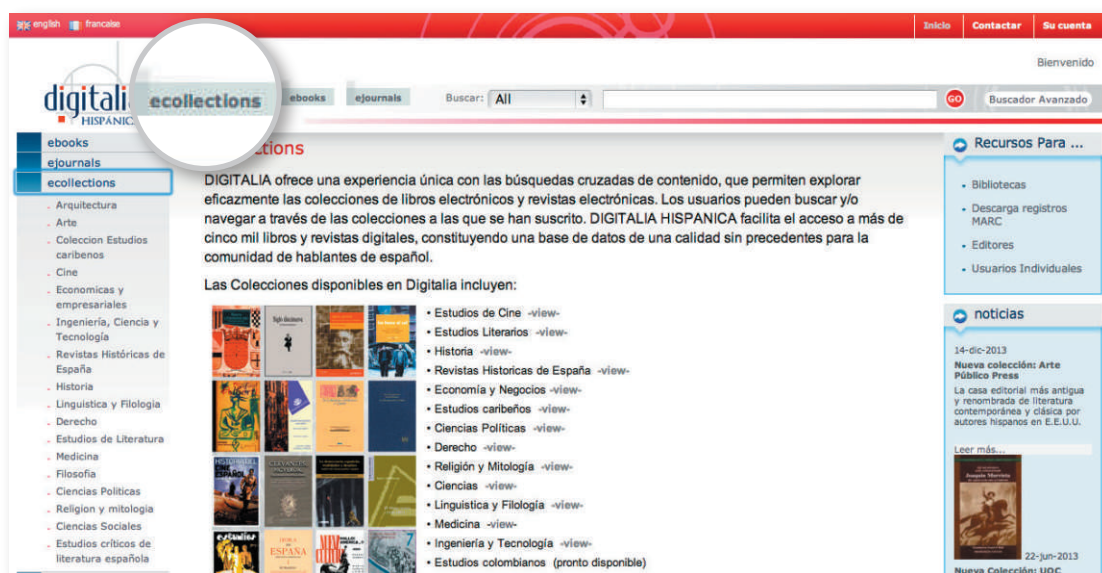 english francaise
Inicio Contactar Su cuenta
Bienvenido
digitali
HISPÁNIC
ecollections
ebooks ejournals Buscar: All GO Buscador Avanzado
ebooks
ejournals
ecollections
. Arquitectura
. Arte
. Coleccion Estudios
caribenos
. Cine
. Economicas y
empresariales
. Ingeniería, Ciencia y
Tecnología
. Revistas Históricas de
España
. Historia
. Linguistica y Filologia
. Derecho
. Estudios de Literatura
. Medicina
. Filosofia
. Ciencias Politicas
. Religion y mitologia
. Ciencias Sociales
. Estudios críticos de
literatura española
ctions
DIGITALIA ofrece una experiencia única con las búsquedas cruzadas de contenido, que permiten explorar
eficazmente las colecciones de libros electrónicos y revistas electrónicas. Los usuarios pueden buscar y/o
navegar a través de las colecciones a las que se han suscrito. DIGITALIA HISPANICA facilita el acceso a más de
cinco mil libros y revistas digitales, constituyendo una base de datos de una calidad sin precedentes para la
comunidad de hablantes de español.
Las Colecciones disponibles en Digitalia incluyen:
• Estudios de Cine -view-
• Estudios Literarios -view-
• Historia -view-
• Revistas Historicas de España -view-
• Economía y Negocios -view-
• Estudios caribeños -view-
• Ciencias Políticas -view-
• Derecho -view-
• Religión y Mitología -view-
• Ciencias -view-
• Linguistica y Filología -view-
• Medicina -view-
• Ingeniería y Tecnología -view-
• Estudios colombianos (pronto disponible)
Recursos Para ...
• Bibliotecas
• Descarga registros
MARC
• Editores
• Usuarios Individuales
noticias
14-dic-2013
Nueva colección: Arte
Público Press
La casa editorial más antigua
y renombrada de literatura
contemporánea y clásica por
autores hispanos en E.E.U.U.
Leer más...
Joaquín Murrieta
22-jun-2013
Nueva Colección: UOC